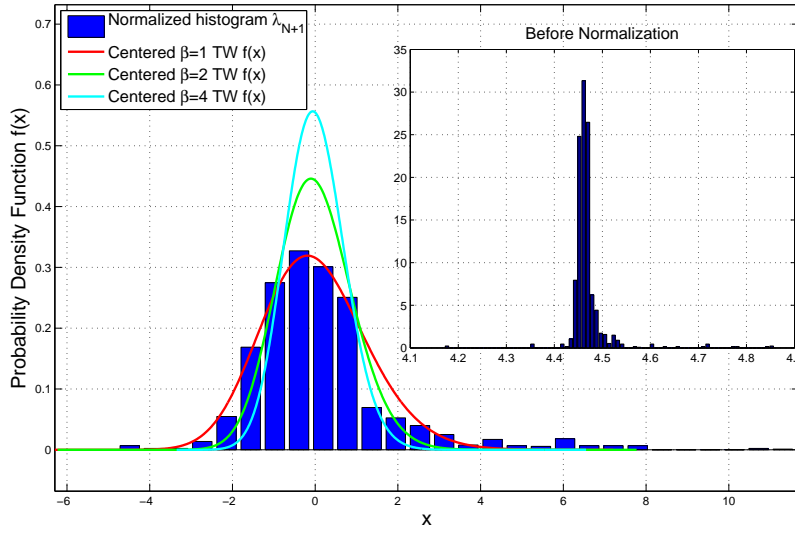 Normalized histogram λN+1
Centered β=1 TW f(x)
Centered β=2 TW f(x)
Centered β=4 TW f(x)
Before Normalization
35
30
25
20
15
10
5
0
4.1 4.2 4.3 4.4 4.5 4.6 4.7 4.8 4.
Probability Density Function f(x)
0.7
0.6
0.5
0.4
0.3
0.2
0.1
0
−6 −4 −2 0 2 4 6 8 10
x